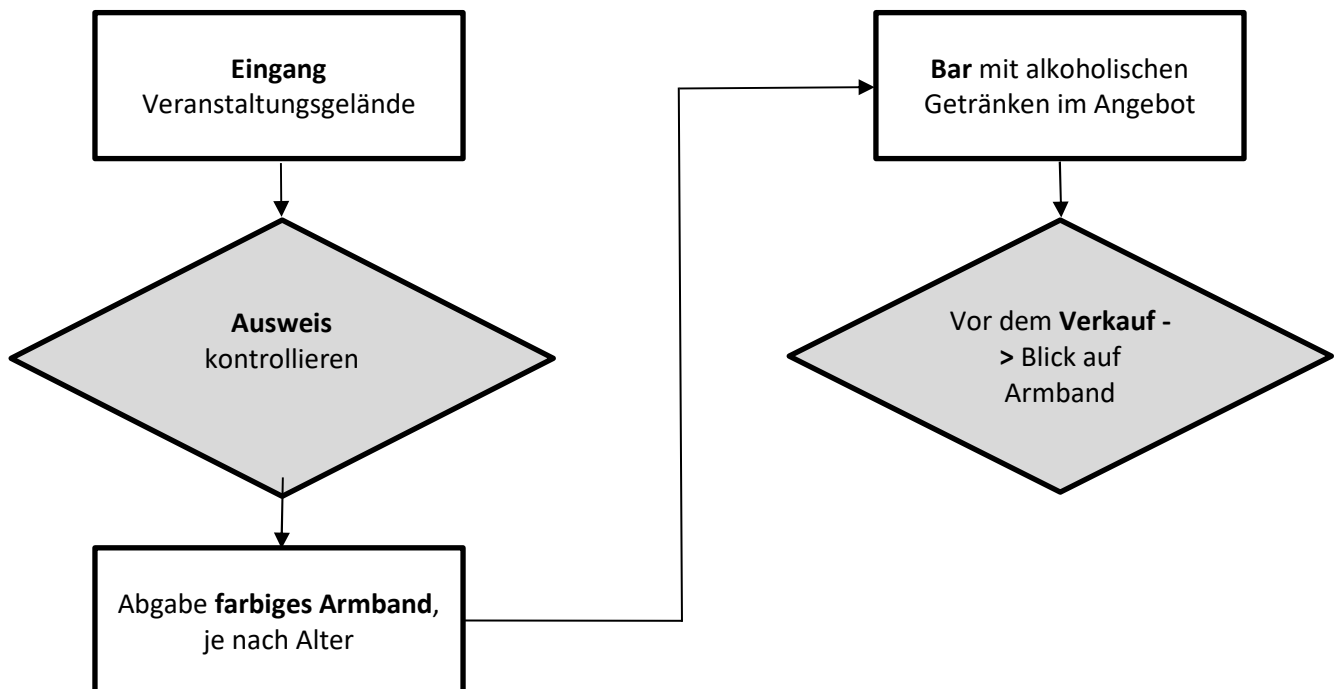 Eingang
Veranstaltungsgelände
Ausweis
kontrollieren
Abgabe farbiges Armband,
je nach Alter
Bar mit alkoholischen
Getränken im Angebot
Vor dem Verkauf -
> Blick auf
Armband